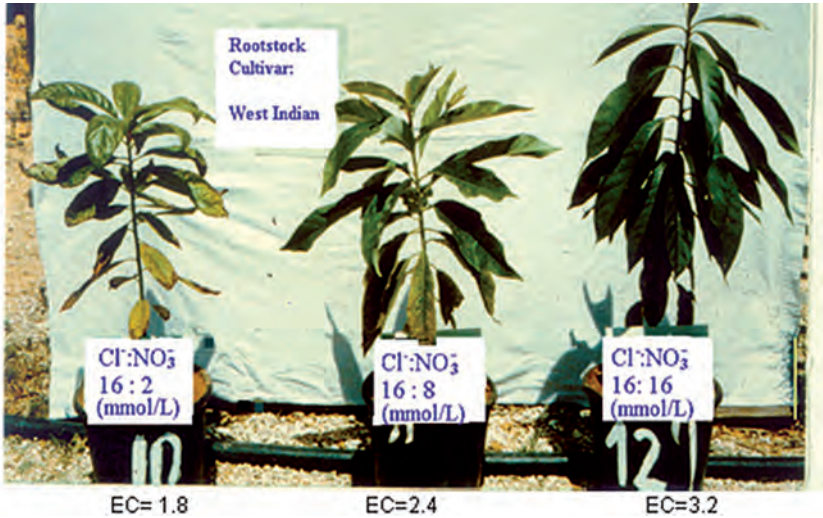 Rootstock
Cultivar:
West Indian
Cl⁻:NO₃⁻
16 : 2
(mmol/L)
Cl⁻:NO₃⁻
16 : 8
(mmol/L)
Cl⁻:NO₃⁻
16: 16
(mmol/L)
10
12
EC= 1.8
EC=2.4
EC=3.2